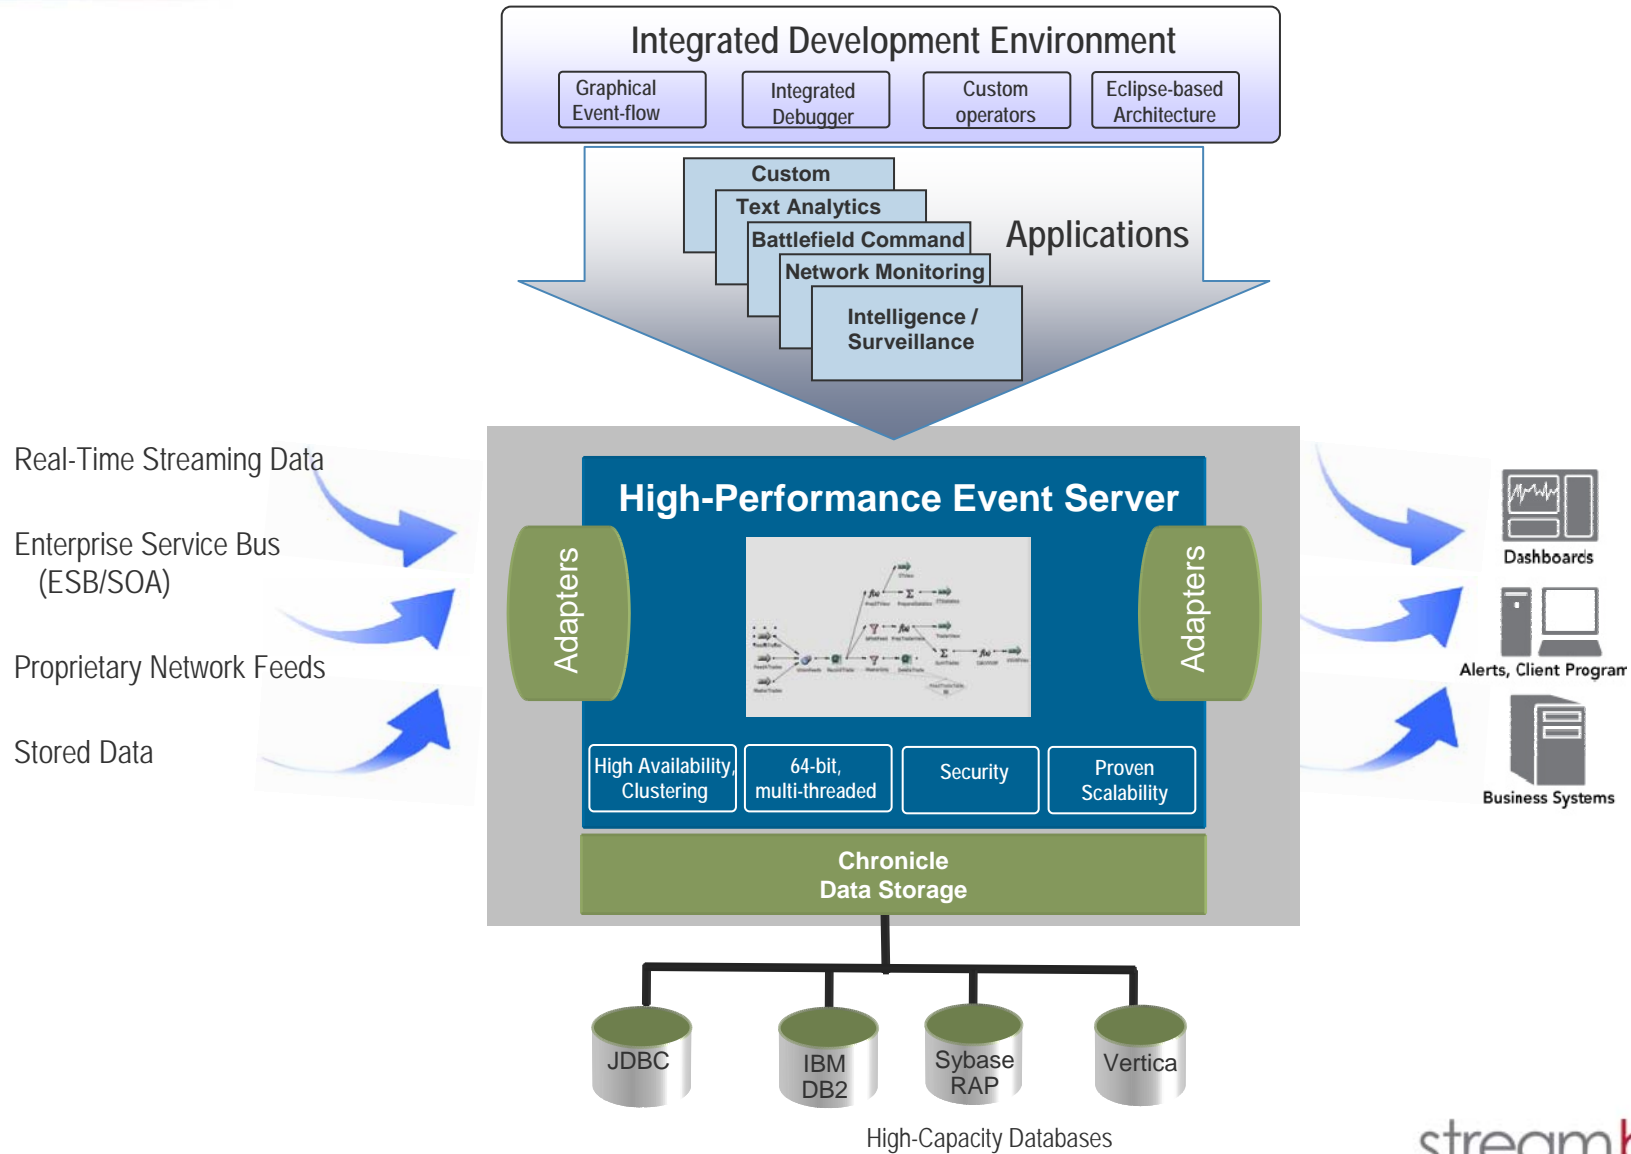 Integrated Development Environment
Graphical
Event-flow
Integrated
Debugger
Custom
operators
Eclipse-based
Architecture
Custom
Text Analytics
Battlefield Command
Network Monitoring
Intelligence /
Surveillance
Applications
Real-Time Streaming Data
Enterprise Service Bus
(ESB/SOA)
Proprietary Network Feeds
Stored Data
High-Performance Event Server
Adapters
Adapters
High Availability,
Clustering
64-bit,
multi-threaded
Security
Proven
Scalability
Chronicle
Data Storage
Dashboards
Alerts, Client Program
Business Systems
JDBC
IBM
DB2
Sybase
RAP
Vertica
High-Capacity Databases
stream